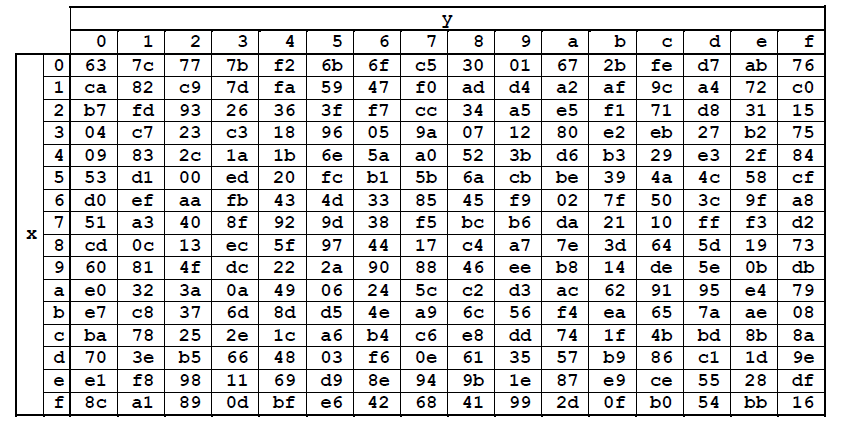 y
0 1 2 3 4 5 6 7 8 9 a b c d e f
0 63 7c 77 7b f2 6b 6f c5 30 01 67 2b fe d7 ab 76
1 ca 82 c9 7d fa 59 47 f0 ad d4 a2 af 9c a4 72 c0
2 b7 fd 93 26 36 3f f7 cc 34 a5 e5 f1 71 d8 31 15
3 04 c7 23 c3 18 96 05 9a 07 12 80 e2 eb 27 b2 75
4 09 83 2c 1a 1b 6e 5a a0 52 3b d6 b3 29 e3 2f 84
5 53 d1 00 ed 20 fc b1 5b 6a cb be 39 4a 4c 58 cf
6 d0 ef aa fb 43 4d 33 85 45 f9 02 7f 50 3c 9f a8
7 51 a3 40 8f 92 9d 38 f5 bc b6 da 21 10 ff f3 d2
x 8 cd 0c 13 ec 5f 97 44 17 c4 a7 7e 3d 64 5d 19 73
9 60 81 4f dc 22 2a 90 88 46 ee b8 14 de 5e 0b db
a e0 32 3a 0a 49 06 24 5c c2 d3 ac 62 91 95 e4 79
b e7 c8 37 6d 8d d5 4e a9 6c 56 f4 ea 65 7a ae 08
c ba 78 25 2e 1c a6 b4 c6 e8 dd 74 1f 4b bd 8b 8a
d 70 3e b5 66 48 03 f6 0e 61 35 57 b9 86 c1 1d 9e
e e1 f8 98 11 69 d9 8e 94 9b 1e 87 e9 ce 55 28 df
f 8c a1 89 0d bf e6 42 68 41 99 2d 0f b0 54 bb 16